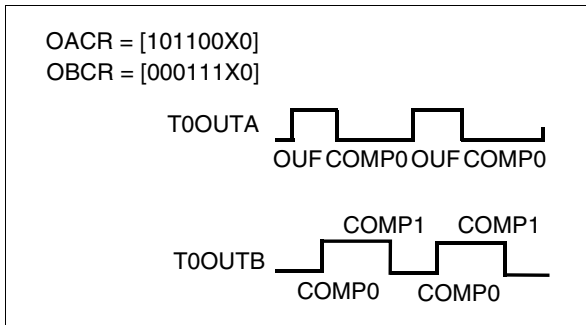 OACR = [101100X0]
OBCR = [000111X0]
T0OUTA
OUF COMP0 OUF COMP0
COMP1 COMP1
T0OUTB
COMP0 COMP0